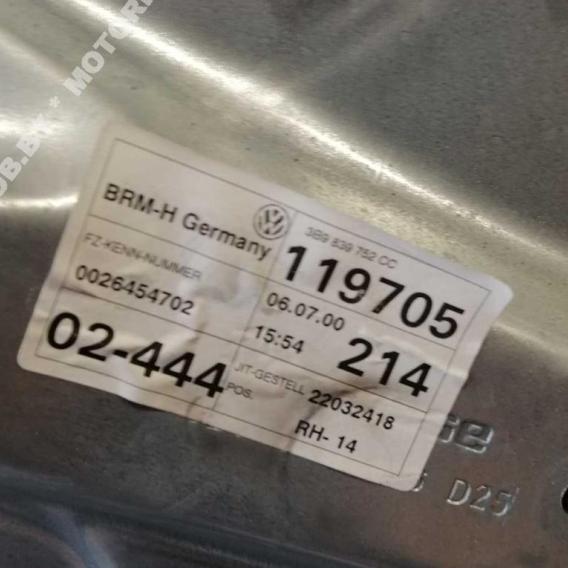 BRM-H Germany
3B9 839 752 CC
FZ-KENN-NUMMER
119705
0026454702
06.07.00
02-444
15:54
214
POS.
JIT-GESTELL 22032418
RH- 14
D25